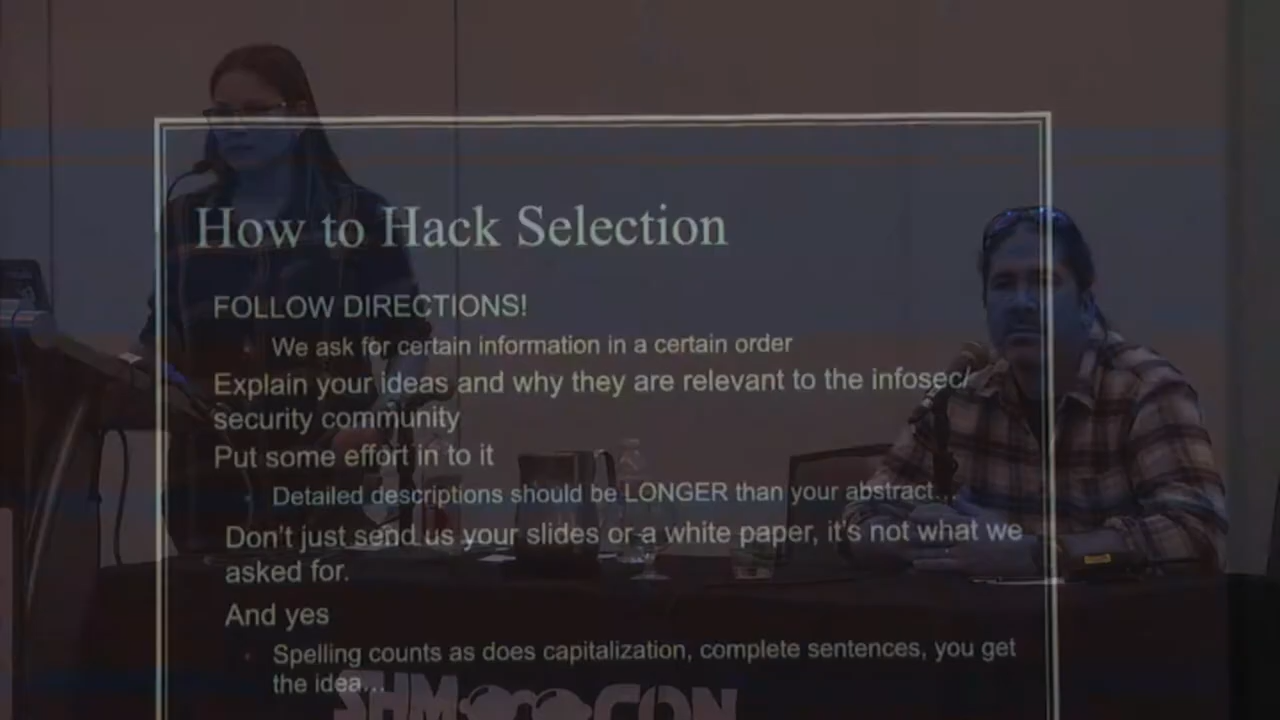 How to Hack Selection
FOLLOW DIRECTIONS!
We ask for certain information in a certain order
Explain your ideas and why they are relevant to the infosec/
security community
Put some effort in to it
Detailed descriptions should be LONGER than your abstract…
Don't just send us your slides or a white paper, it's not what we
asked for.
And yes
Spelling counts as does capitalization, complete sentences, you get
the idea…
SHMOOCON